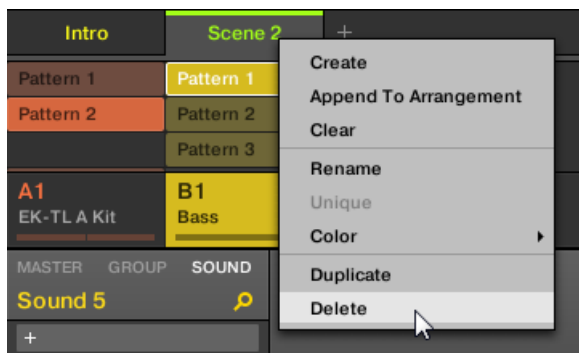 Intro
Scene 2
+
Pattern 1
Pattern 1
Pattern 2
Pattern 2
Pattern 3
A1
EK-TL A Kit
B1
Bass
MASTER GROUP SOUND
Sound 5
+
Create
Append To Arrangement
Clear
Rename
Unique
Color
Duplicate
Delete